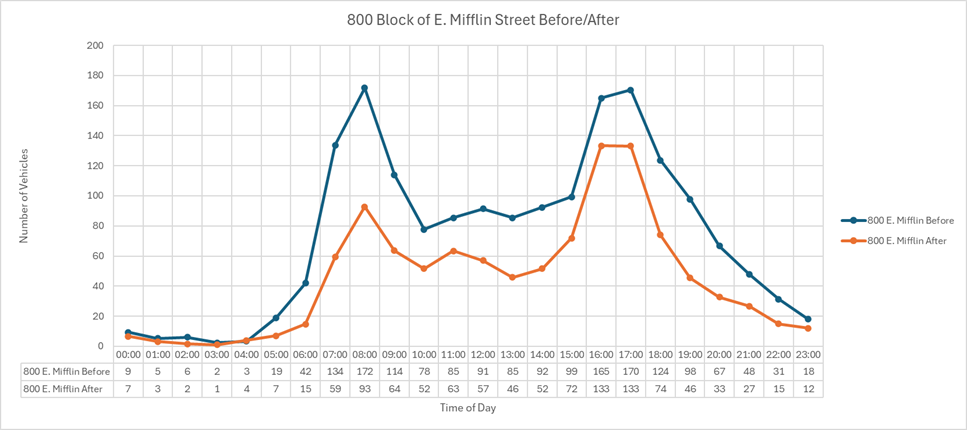 800 Block of E. Mifflin Street Before/After
Number of Vehicles
200
180
160
140
120
100
80
60
40
20
0
00:00 01:00 02:00 03:00 04:00 05:00 06:00 07:00 08:00 09:00 10:00 11:00 12:00 13:00 14:00 15:00 16:00 17:00 18:00 19:00 20:00 21:00 22:00 23:00
800 E. Mifflin Before 9 5 6 2 3 19 42 134 172 114 78 85 91 85 92 99 165 170 124 98 67 48 31 18
800 E. Mifflin After 7 3 2 1 4 7 15 59 93 64 52 63 57 46 52 72 133 133 74 46 33 27 15 12
Time of Day
800 E. Mifflin Before
800 E. Mifflin After